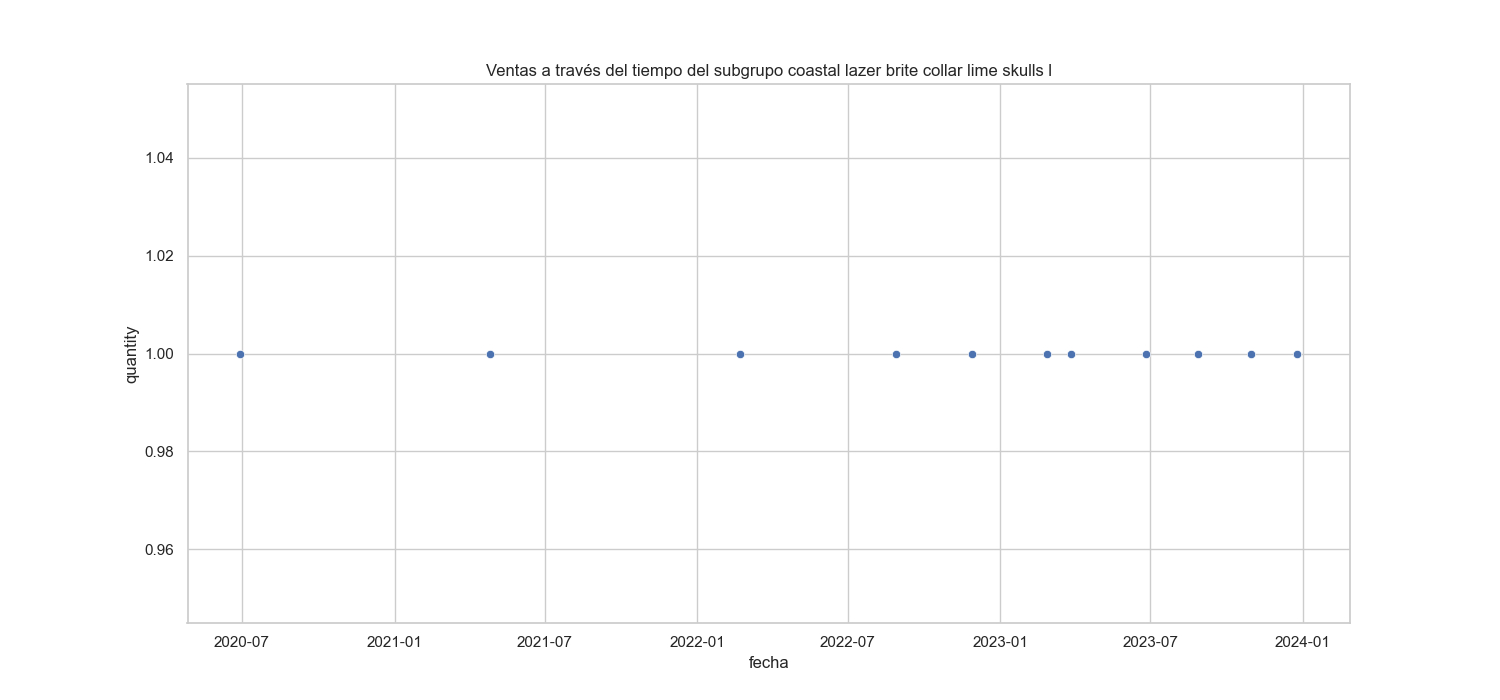 Ventas a través del tiempo del subgrupo coastal lazer brite collar lime skulls l
1.04
1.02
1.00
0.98
0.96
quantity
2020-07 2021-01 2021-07 2022-01 2022-07 2023-01 2023-07 2024-01
fecha